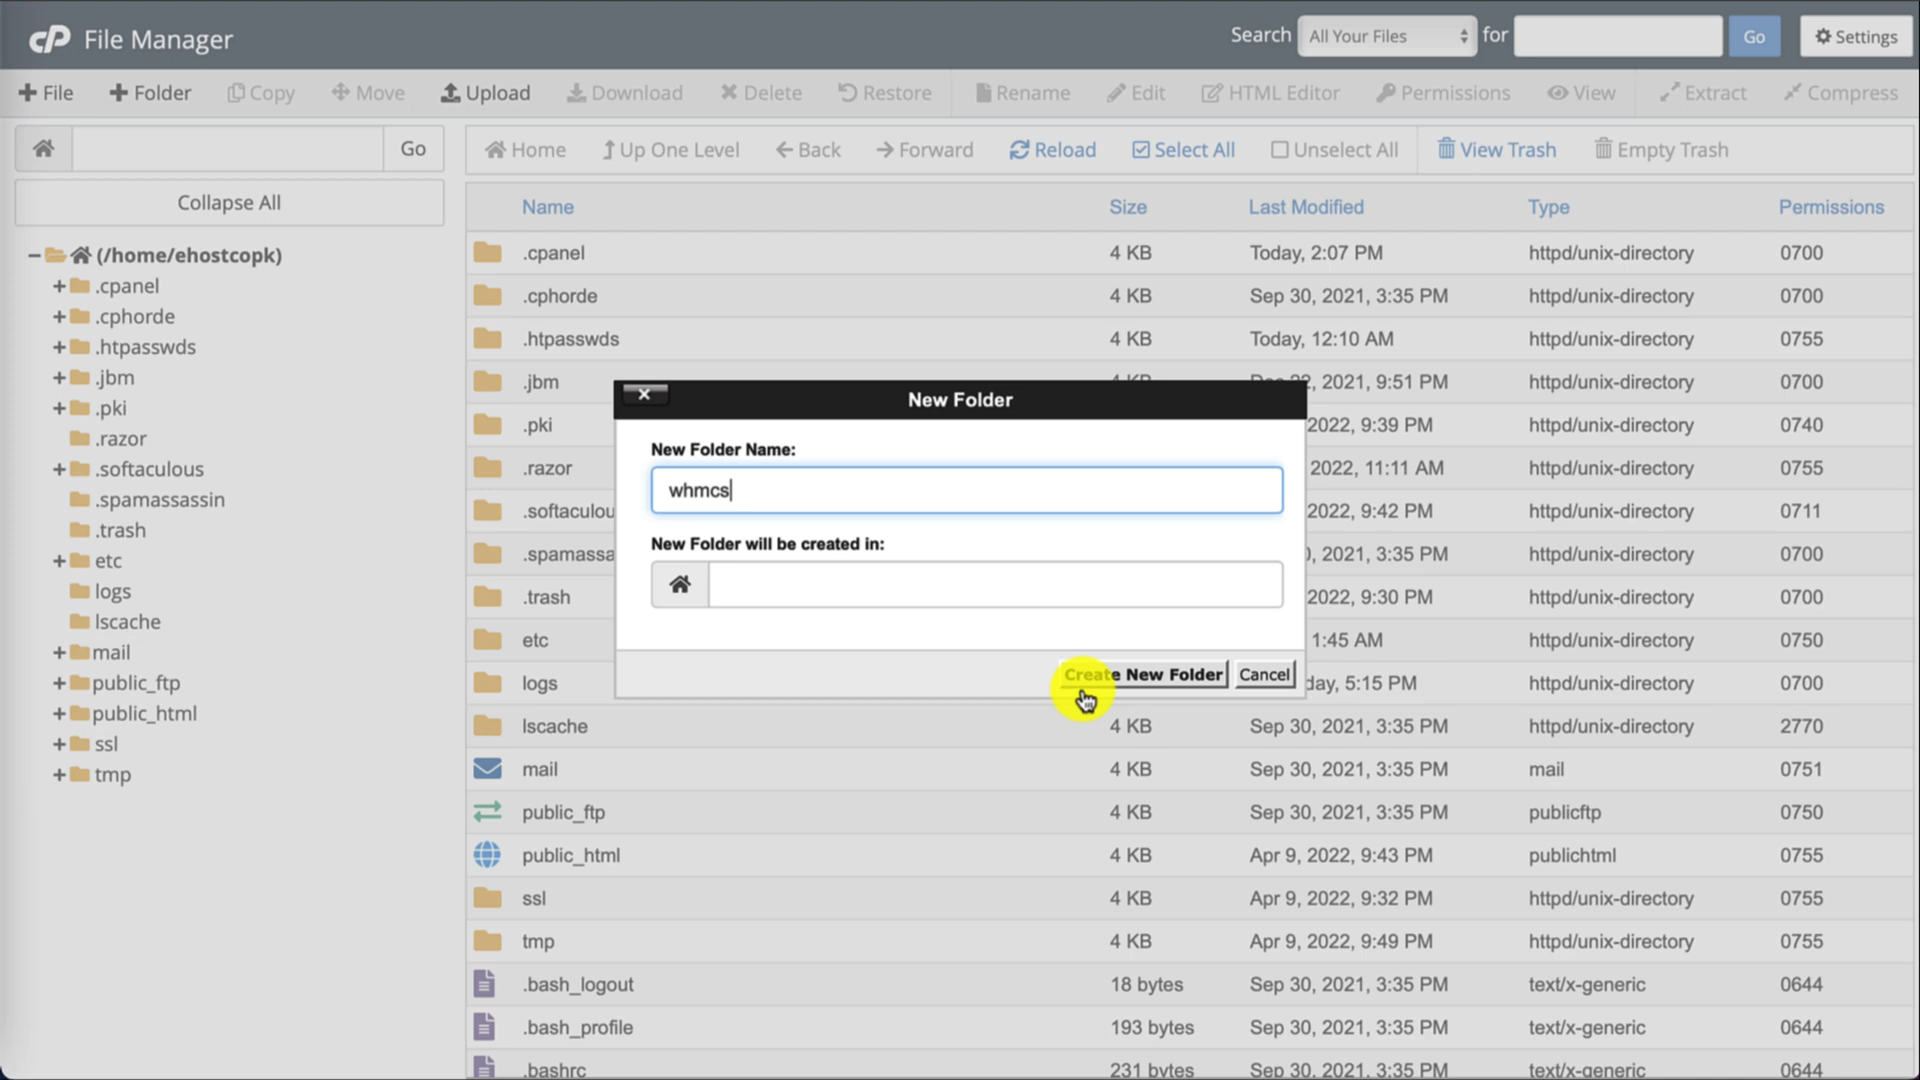 cP File Manager
Search All Your Files for Go Settings
File Folder Copy Move Upload Download Delete Restore Rename Edit HTML Editor Permissions View Extract Compress
Go
Home Up One Level Back Forward Reload Select All Unselect All View Trash Empty Trash
Collapse All
(/home/ehostcopk)
.cpanel
.cphorde
.htpasswds
.jbm
.pki
.razor
.softaculous
.spamassassin
.trash
etc
logs
lscache
mail
public_ftp
public_html
ssl
tmp
Name Size Last Modified Type Permissions
.cpanel 4 KB Today, 2:07 PM httpd/unix-directory 0700
.cphorde 4 KB Sep 30, 2021, 3:35 PM httpd/unix-directory 0700
.htpasswds 4 KB Today, 12:10 AM httpd/unix-directory 0755
.jbm 4 KB 2021, 9:51 PM httpd/unix-directory 0700
.pki 2022, 9:39 PM httpd/unix-directory 0740
.razor 2022, 11:11 AM httpd/unix-directory 0755
.softaculou 2022, 9:42 PM httpd/unix-directory 0711
.spamassa , 2021, 3:35 PM httpd/unix-directory 0700
.trash 2022, 9:30 PM httpd/unix-directory 0700
etc 1:45 AM httpd/unix-directory 0750
logs day, 5:15 PM httpd/unix-directory 0700
lscache 4 KB Sep 30, 2021, 3:35 PM httpd/unix-directory 2770
mail 4 KB Sep 30, 2021, 3:35 PM mail 0751
public_ftp 4 KB Sep 30, 2021, 3:35 PM publicftp 0750
public_html 4 KB Apr 9, 2022, 9:43 PM publichtml 0755
ssl 4 KB Apr 9, 2022, 9:32 PM httpd/unix-directory 0755
tmp 4 KB Apr 9, 2022, 9:49 PM httpd/unix-directory 0755
.bash_logout 18 bytes Sep 30, 2021, 3:35 PM text/x-generic 0644
.bash_profile 193 bytes Sep 30, 2021, 3:35 PM text/x-generic 0644
.bashrc 231 bytes Sep 30, 2021, 3:35 PM text/x-generic 0644
New Folder
New Folder Name:
whmcs
New Folder will be created in:
Create New Folder Cancel